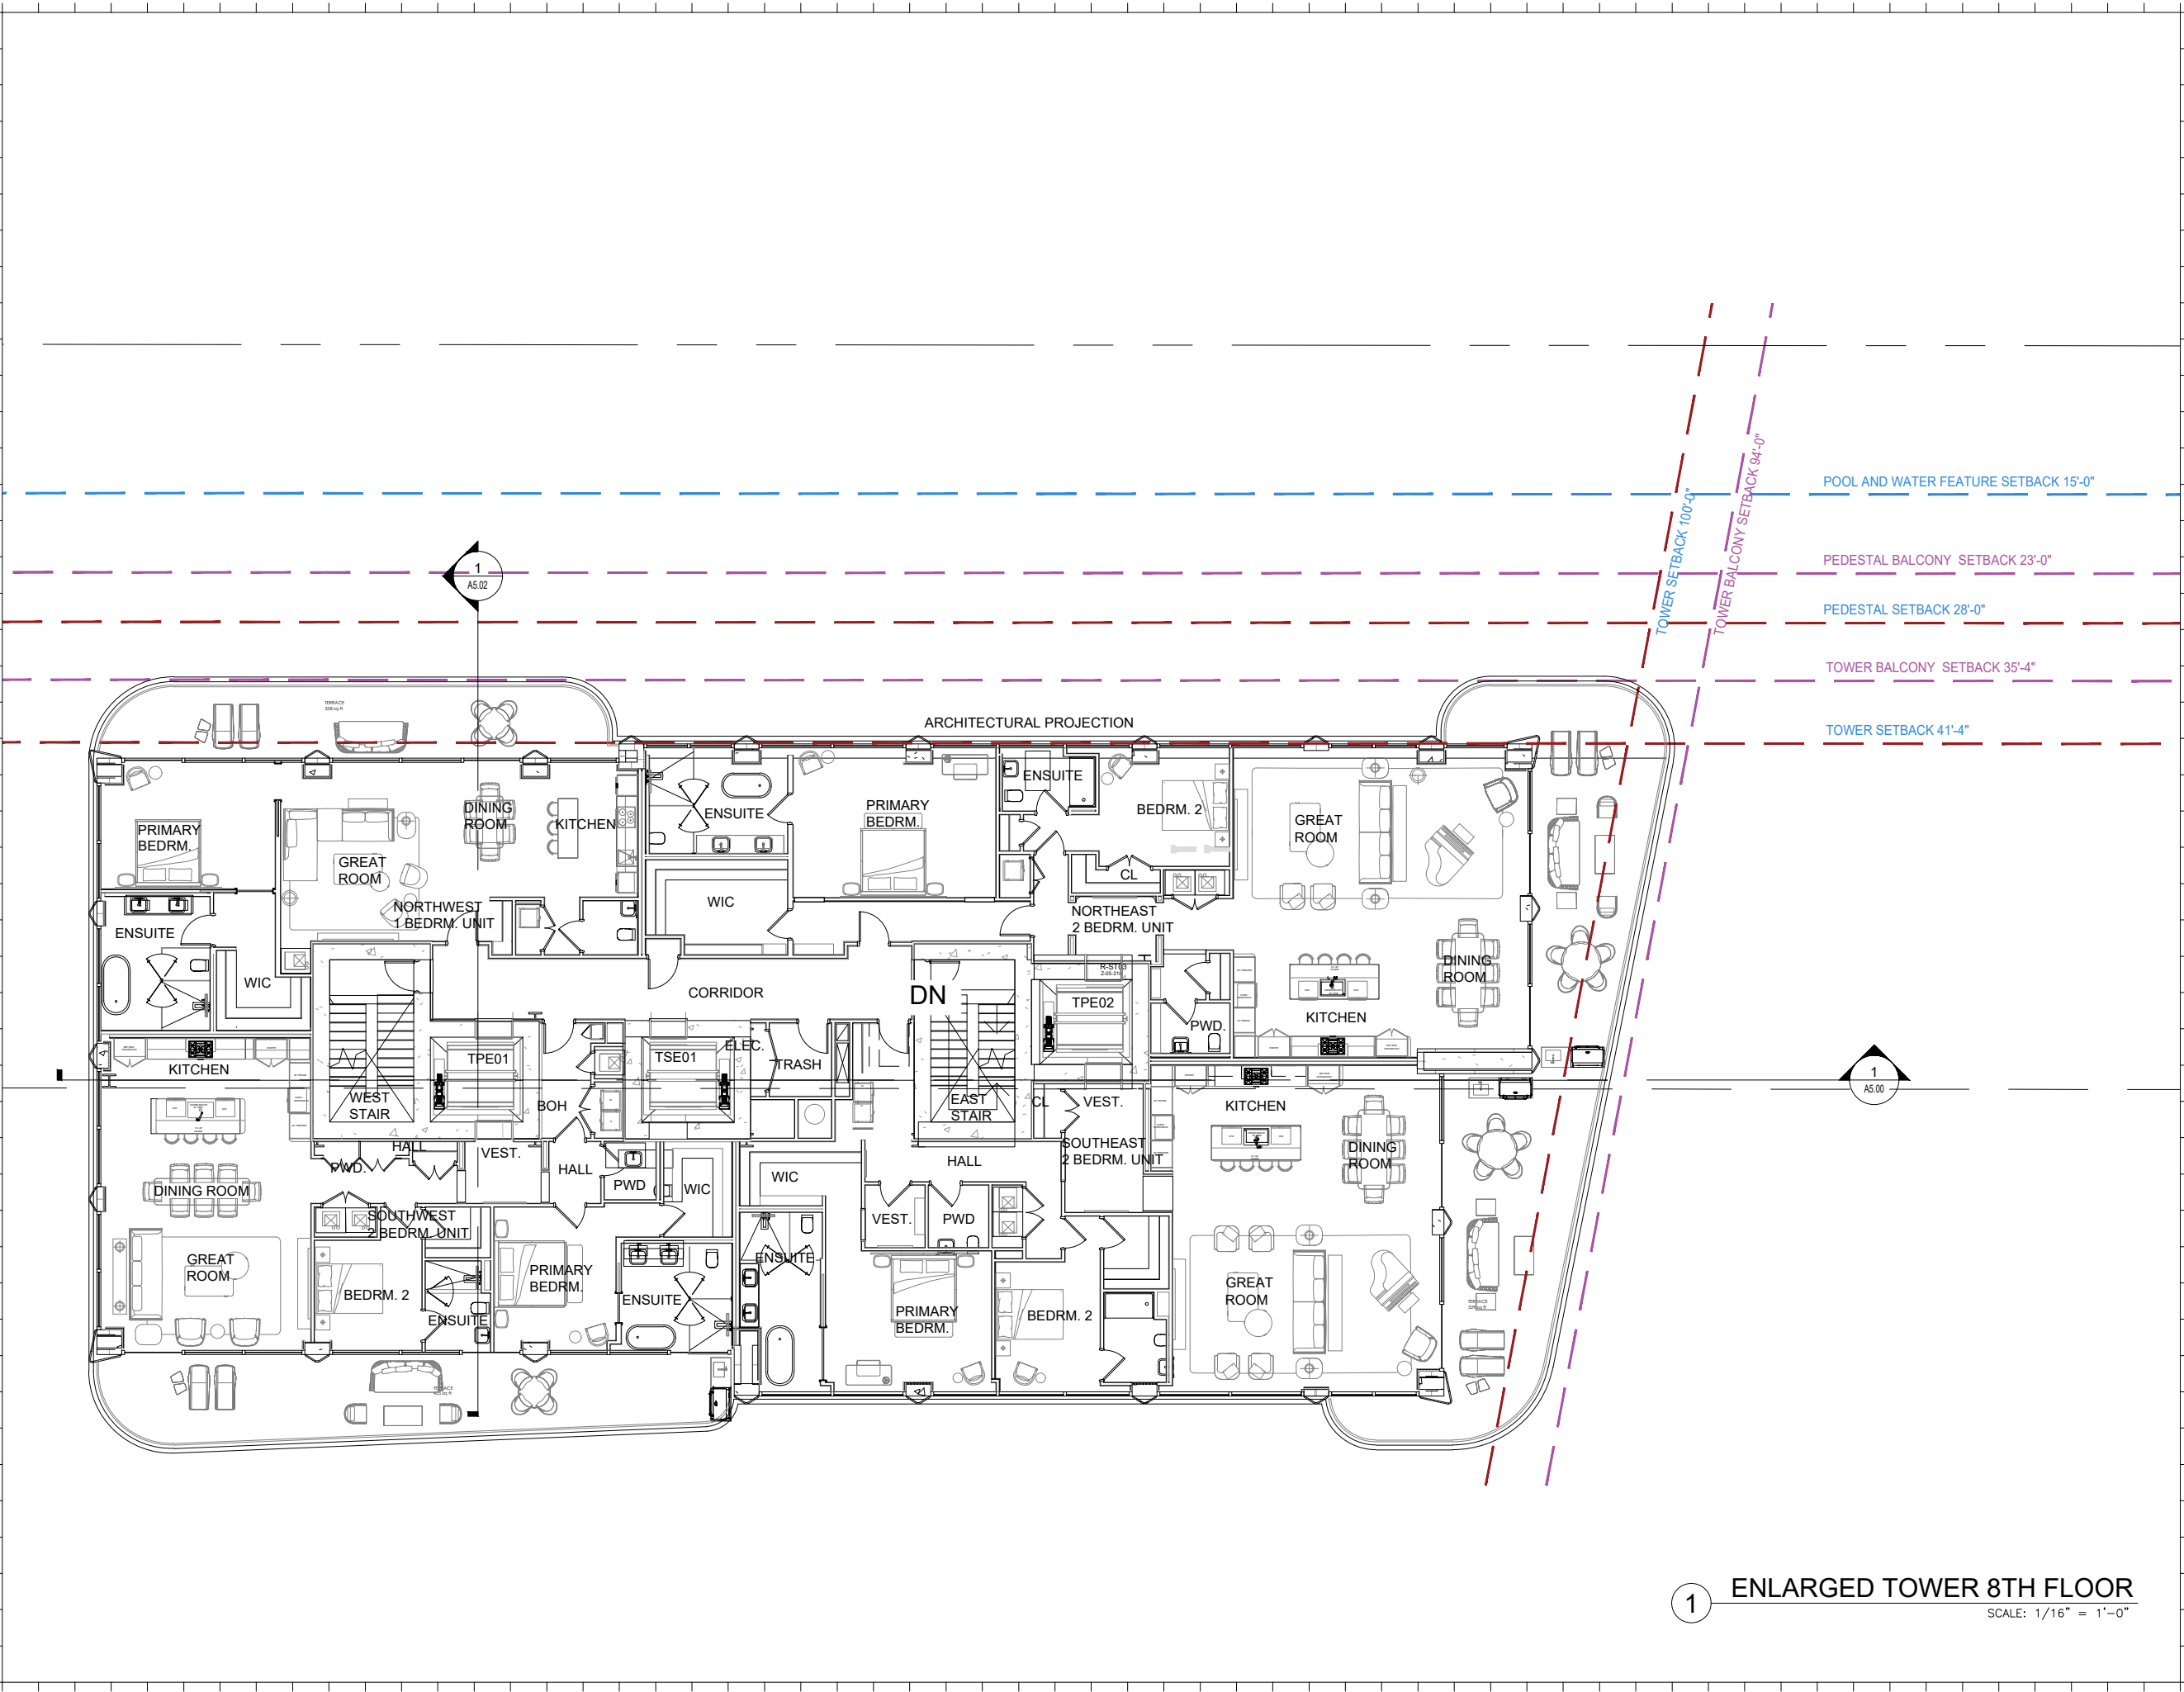 POOL AND WATER FEATURE SETBACK 15'-0"
TOWER SETBACK 100'-0"
TOWER BALCONY SETBACK 94'-0"
PEDESTAL BALCONY SETBACK 23'-0"
1
A5.02
PEDESTAL SETBACK 28'-0"
TOWER BALCONY SETBACK 35'-4"
TERRACE
ARCHITECTURAL PROJECTION
TOWER SETBACK 41'-4"
PRIMARY
BEDRM.
GREAT
ROOM
DINING
ROOM
KITCHEN
ENSUITE
PRIMARY
BEDRM.
ENSUITE
BEDRM. 2
GREAT
ROOM
CL
WIC
NORTHWEST
1 BEDRM. UNIT
NORTHEAST
2 BEDRM. UNIT
ENSUITE
WIC
CORRIDOR
DN
R-ST03
TPE02
DINING
ROOM
KITCHEN
PWD.
KITCHEN
WEST
STAIR
TPE01
BOH
TSE01
ELEC.
TRASH
EAST
STAIR
CL
VEST.
KITCHEN
1
A5.00
DINING
ROOM
SOUTHEAST
2 BEDRM. UNIT
HALL
PWD.
HALL
VEST.
HALL
PWD
WIC
WIC
VEST.
PWD
DINING ROOM
SOUTHWEST
2 BEDRM. UNIT
GREAT
ROOM
BEDRM. 2
ENSUITE
PRIMARY
BEDRM.
ENSUITE
ENSUITE
PRIMARY
BEDRM.
BEDRM. 2
GREAT
ROOM
TERRACE
TERRACE
1
ENLARGED TOWER 8TH FLOOR
SCALE: 1/16" = 1'-0"